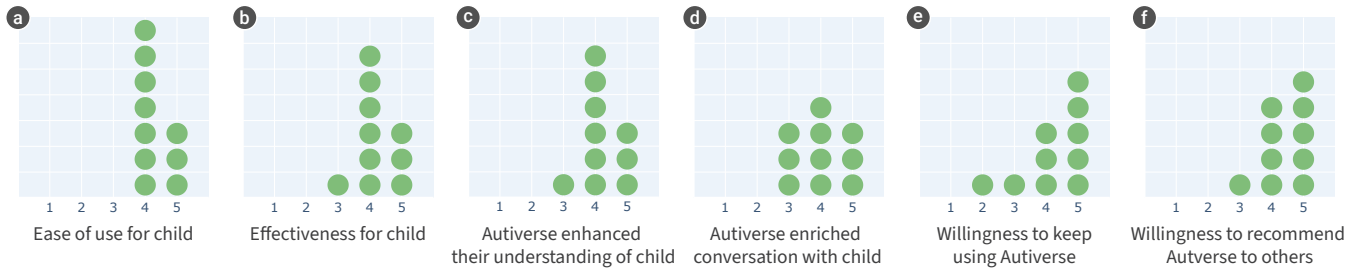 a
b
c
d
e
f
1 2 3 4 5
1 2 3 4 5
1 2 3 4 5
1 2 3 4 5
1 2 3 4 5
1 2 3 4 5
Ease of use for child
Effectiveness for child
Autiverse enhanced
their understanding of child
Autiverse enriched
conversation with child
Willingness to keep
using Autiverse
Willingness to recommend
Autverse to others